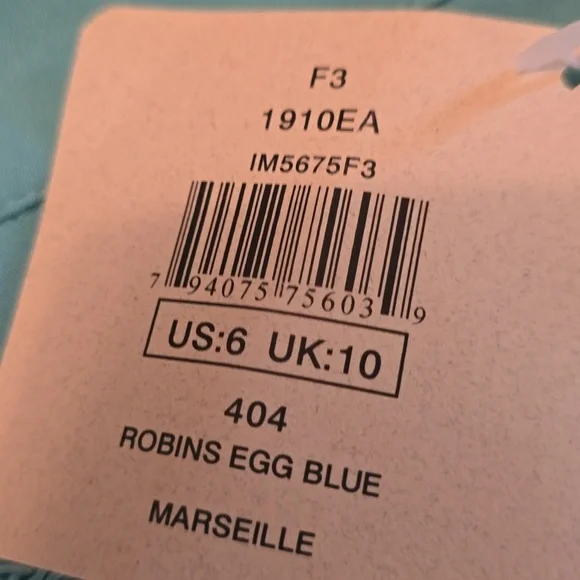 F3
1910EA
IM5675F3
7 94075 75603 9
US:6 UK:10
404
ROBINS EGG BLUE
MARSEILLE